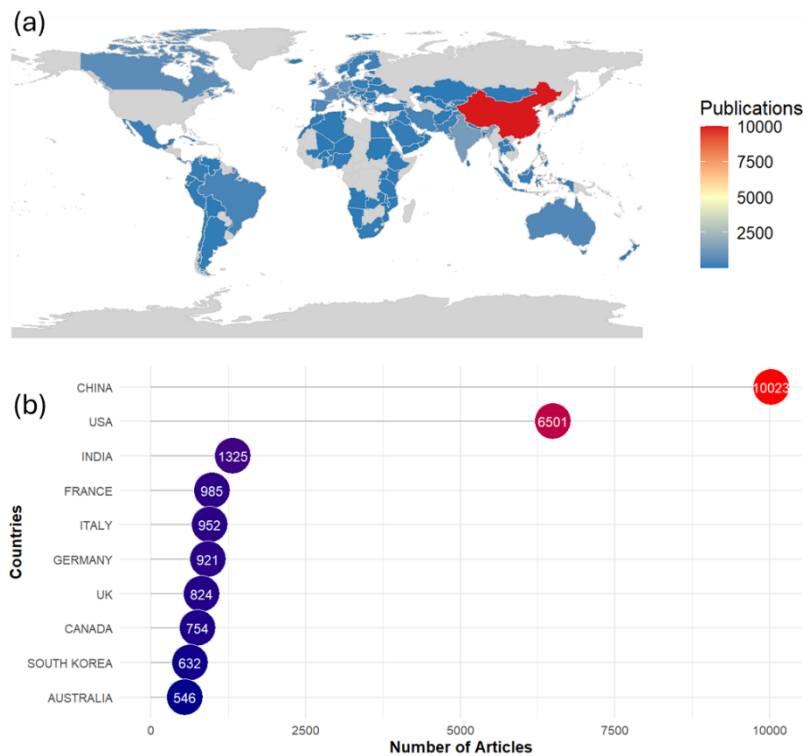 (a)
Publications
10000
7500
5000
2500
(b)
CHINA
10023
USA
6501
INDIA
1325
FRANCE
985
ITALY
952
GERMANY
921
UK
824
CANADA
754
SOUTH KOREA
632
AUSTRALIA
546
Countries
0 2500 5000 7500 10000
Number of Articles